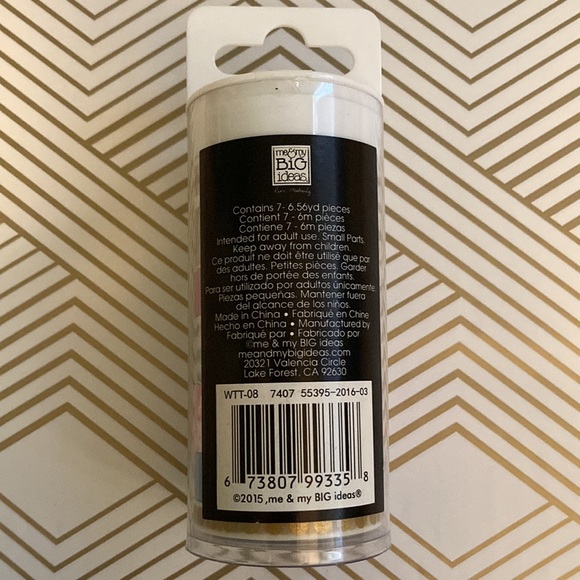 me&my
BiG
ideas
Contains 7- 6.56yd pieces
Contient 7 - 6m pièces
Contiene 7 - 6m piezas
Intended for adult use. Small Parts.
Keep away from children.
Ce produit ne doit être utilisé que par
des adultes. Petites pièces. Garder
hors de portée des enfants.
Para ser utilizado por adultos únicamente.
Piezas pequeñas. Mantener fuera
del alcance de los niños.
Made in China • Fabriqué en Chine
Hecho en China • Manufactured by
Fabriqué par • Fabricado por
©me & my BIG ideas
meandmybigideas.com
20321 Valencia Circle
Lake Forest, CA 92630
WTT-08 7407 55395-2016-03
6 73807 99335 8
©2015 ,me & my BIG ideas®